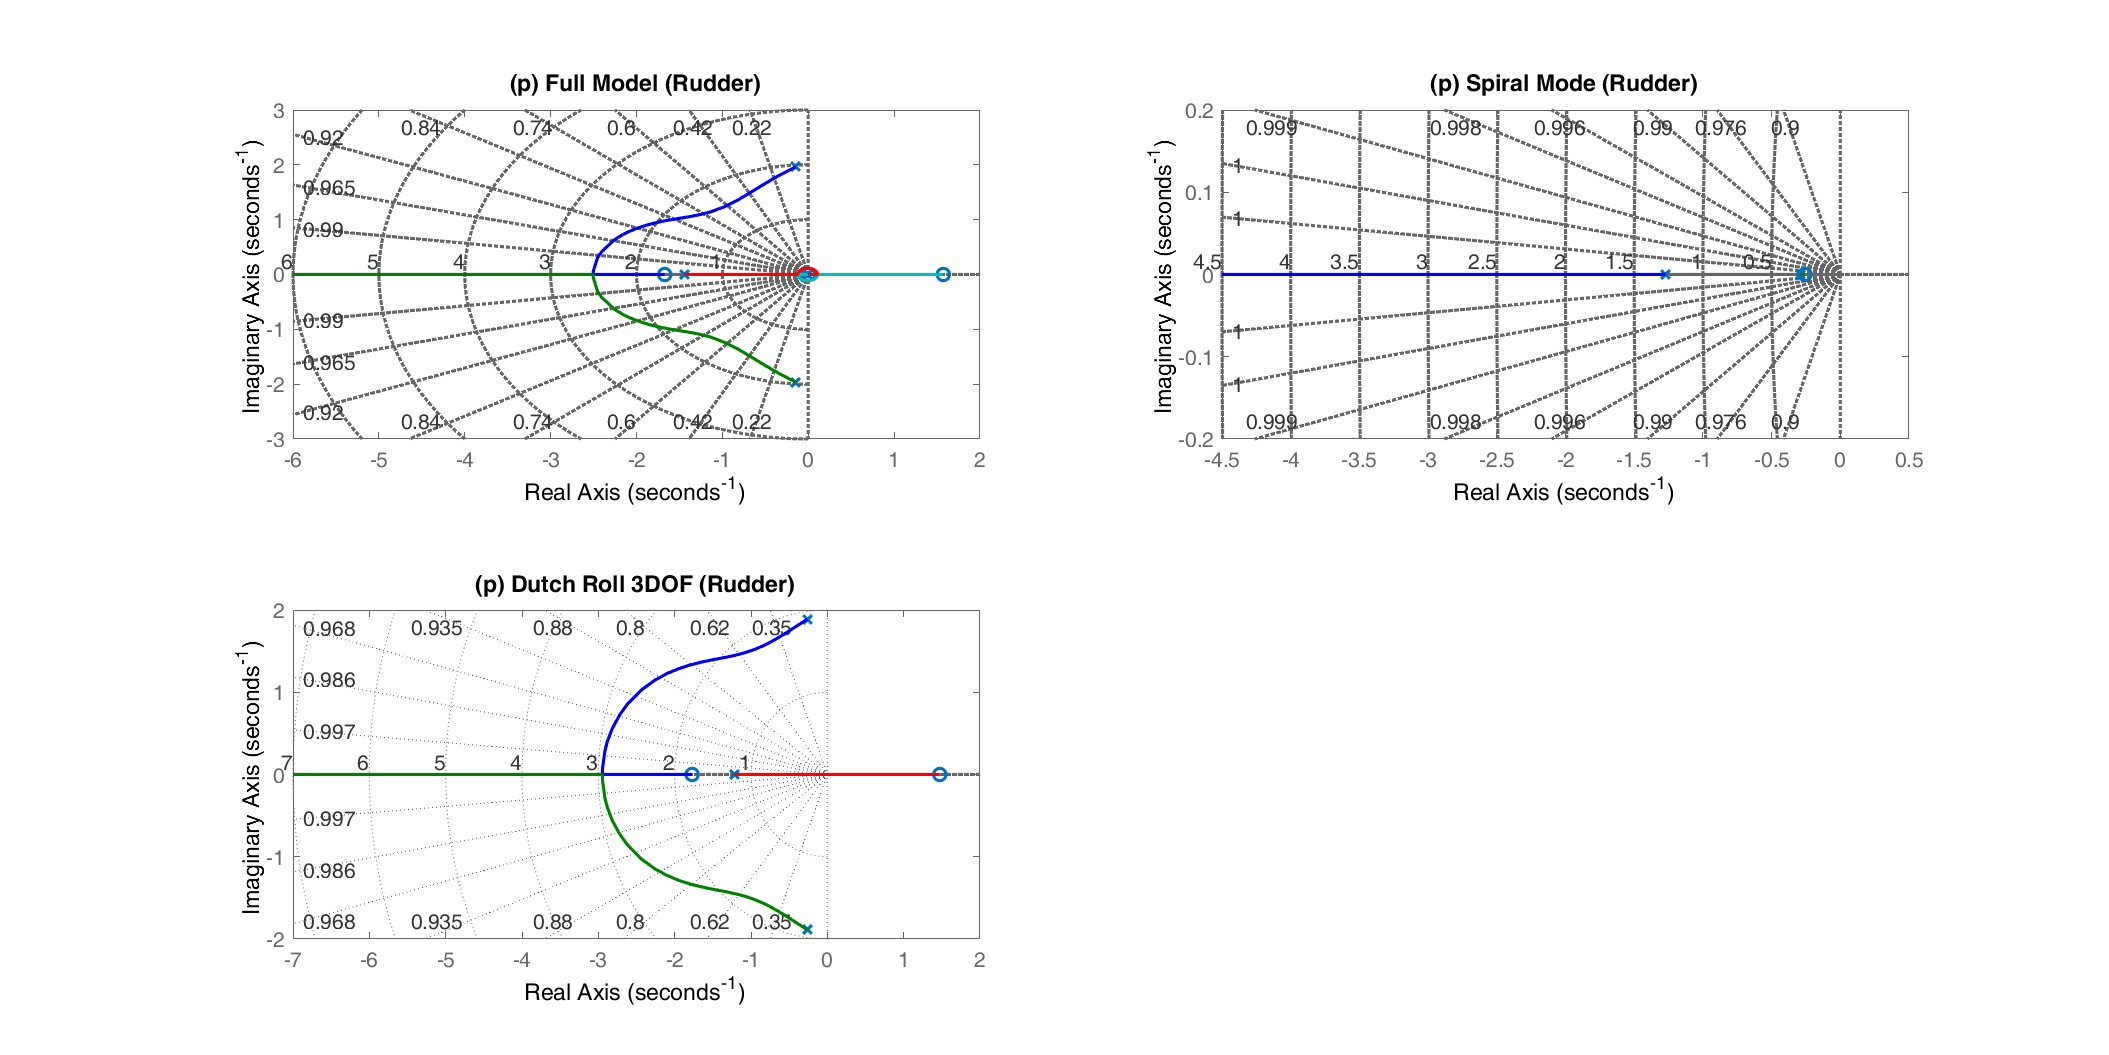 (p) Full Model (Rudder)
3
2
1
0
-1
-2
-3
Imaginary Axis (seconds-1)
0.92 0.84 0.74 0.6 0.42 0.22
0.965
0.99
6 5 4 3 2 1
0.99
0.965
0.92 0.84 0.74 0.6 0.42 0.22
-6 -5 -4 -3 -2 -1 0 1 2
Real Axis (seconds-1)
(p) Spiral Mode (Rudder)
0.2
0.1
0
-0.1
-0.2
Imaginary Axis (seconds-1)
0.999 0.998 0.996 0.99 0.976 0.9
1
1
4.5 4 3.5 3 2.5 2 1.5 1 0.5
1
1
0.999 0.998 0.996 0.99 0.976 0.9
-4.5 -4 -3.5 -3 -2.5 -2 -1.5 -1 -0.5 0 0.5
Real Axis (seconds-1)
(p) Dutch Roll 3DOF (Rudder)
2
1
0
-1
-2
Imaginary Axis (seconds-1)
0.968 0.935 0.88 0.8 0.62 0.35
0.986
0.997
7 6 5 4 3 2 1
0.997
0.986
0.968 0.935 0.88 0.8 0.62 0.35
-7 -6 -5 -4 -3 -2 -1 0 1 2
Real Axis (seconds-1)